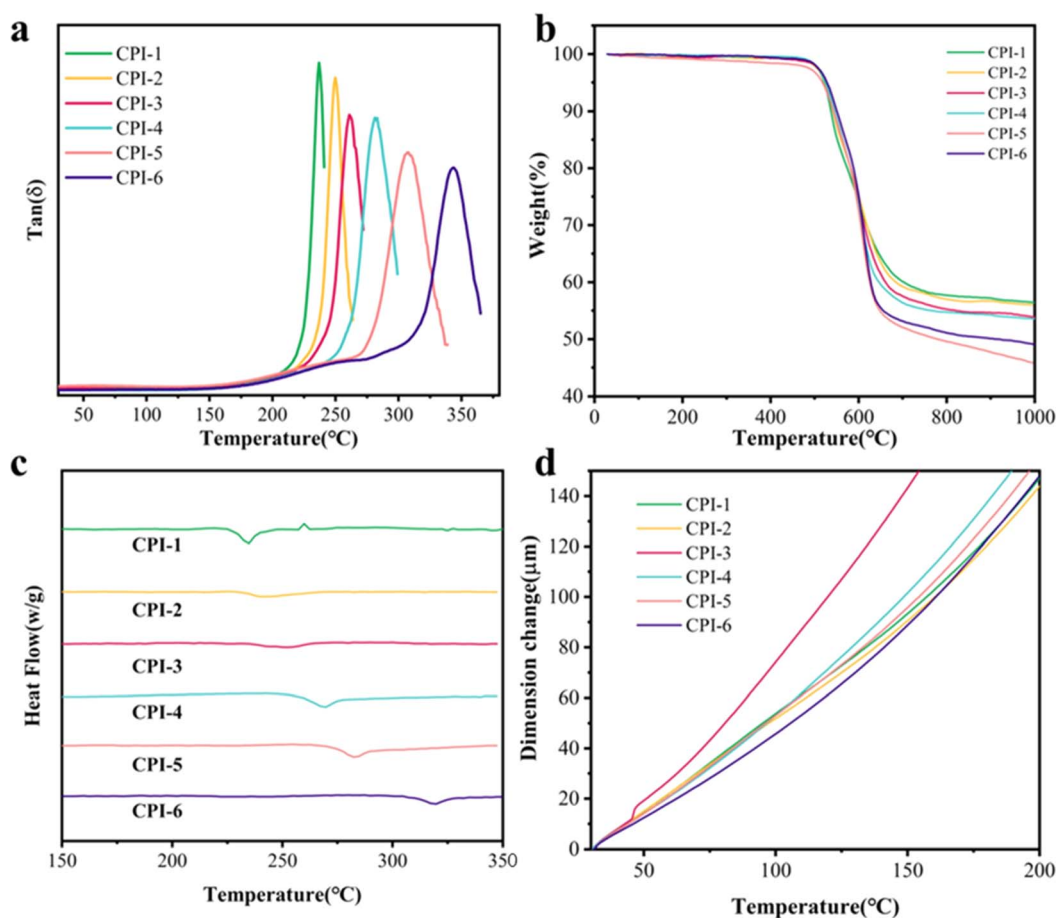 a
CPI-1
CPI-2
CPI-3
CPI-4
CPI-5
CPI-6
Tan(δ)
50 100 150 200 250 300 350
Temperature(°C)
b
CPI-1
CPI-2
CPI-3
CPI-4
CPI-5
CPI-6
Weight(%)
100
90
80
70
60
50
40
0 200 400 600 800 1000
Temperature(°C)
c
CPI-1
CPI-2
CPI-3
CPI-4
CPI-5
CPI-6
Heat Flow(w/g)
150 200 250 300 350
Temperature(°C)
d
CPI-1
CPI-2
CPI-3
CPI-4
CPI-5
CPI-6
Dimension change(μm)
140
120
100
80
60
40
20
0
50 100 150 200
Temperature(°C)